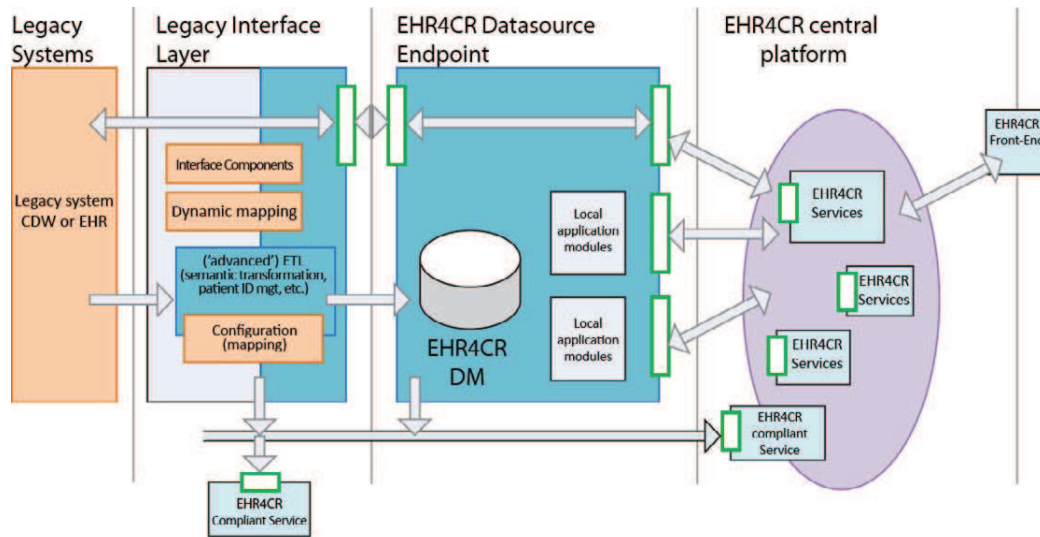 Legacy
Systems
Legacy Interface
Layer
EHR4CR Datasource
Endpoint
EHR4CR central
platform
Legacy system
CDW or EHR
Interface Components
Dynamic mapping
('advanced') ETL
(semantic transformation,
patient ID mgt, etc.)
Configuration
(mapping)
EHR4CR
DM
Local
application
modules
Local
application
modules
EHR4CR
Services
EHR4CR
Services
EHR4CR
Services
EHR4CR
compliant
Service
EHR4CR
Front-End
EHR4CR
Compliant Service